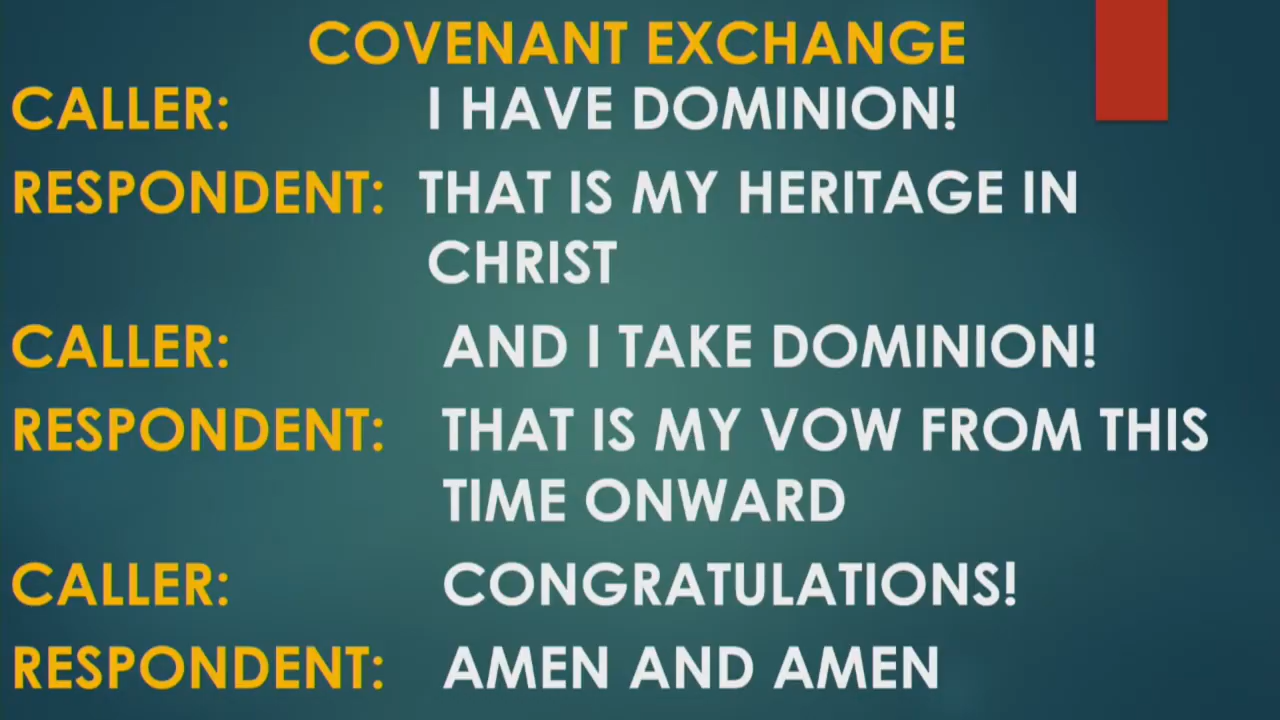 COVENANT EXCHANGE
CALLER: I HAVE DOMINION!
RESPONDENT: THAT IS MY HERITAGE IN
CHRIST
CALLER: AND I TAKE DOMINION!
RESPONDENT: THAT IS MY VOW FROM THIS
TIME ONWARD
CALLER: CONGRATULATIONS!
RESPONDENT: AMEN AND AMEN